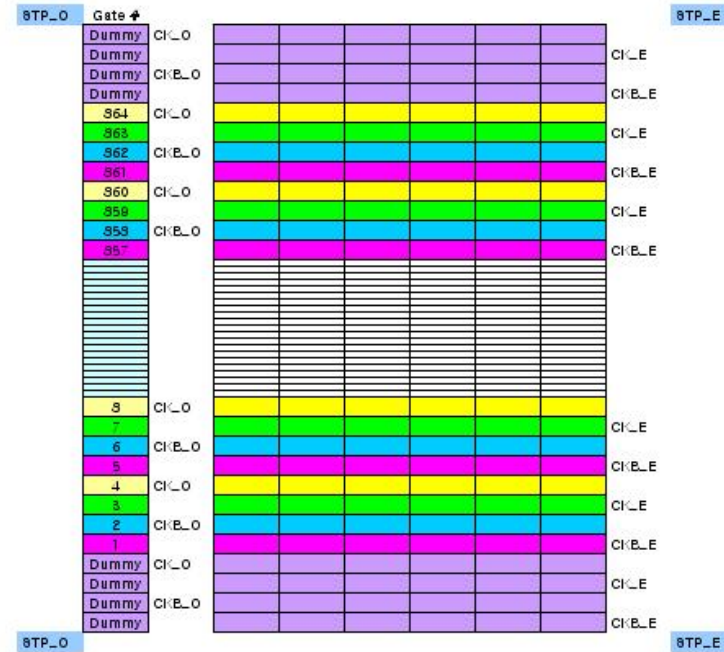 STP_O Gate # STP_E
Dummy CK_O
Dummy CK_E
Dummy CKB_O
Dummy CKB_E
864 CK_O
863 CK_E
862 CKB_O
861 CKB_E
860 CK_O
859 CK_E
858 CKB_O
857 CKB_E
8 CK_O
7 CK_E
6 CKB_O
5 CKB_E
4 CK_O
3 CK_E
2 CKB_O
1 CKB_E
Dummy CK_O
Dummy CK_E
Dummy CKB_O
Dummy CKB_E
STP_O STP_E